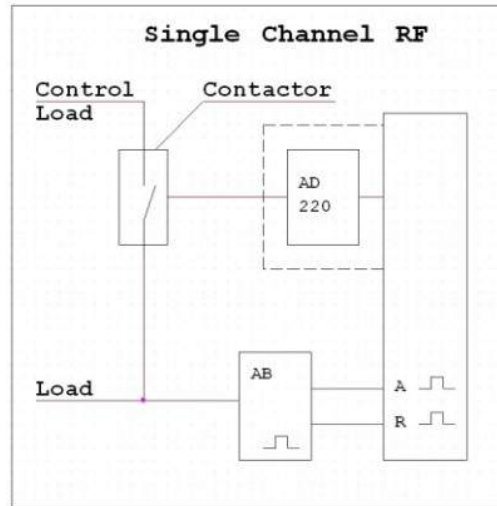 Single Channel RF
Control
Load
Contactor
AD
220
Load
AB
A
R